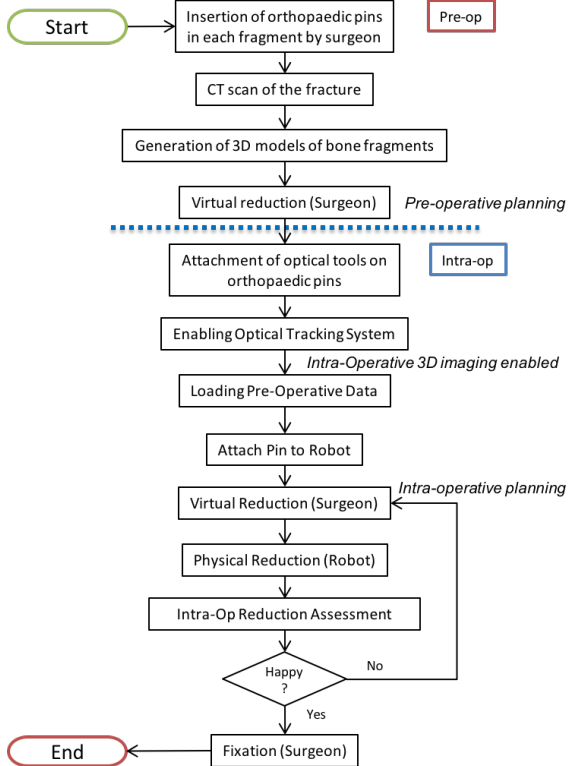 Start
Insertion of orthopaedic pins
in each fragment by surgeon
Pre-op
CT scan of the fracture
Generation of 3D models of bone fragments
Virtual reduction (Surgeon)
Pre-operative planning
Attachment of optical tools on
orthopaedic pins
Intra-op
Enabling Optical Tracking System
Intra-Operative 3D imaging enabled
Loading Pre-Operative Data
Attach Pin to Robot
Intra-operative planning
Virtual Reduction (Surgeon)
Physical Reduction (Robot)
Intra-Op Reduction Assessment
Happy
?
No
Yes
Fixation (Surgeon)
End